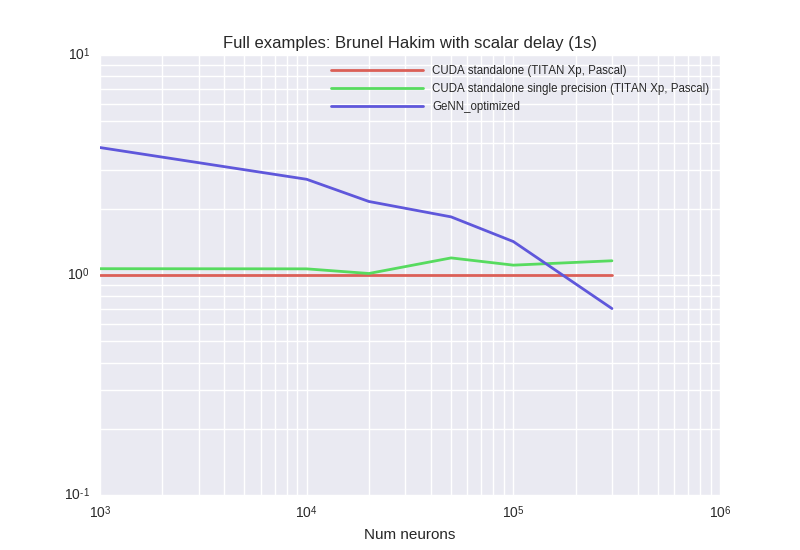 Full examples: Brunel Hakim with scalar delay (1s)
10¹
CUDA standalone (TITAN Xp, Pascal)
CUDA standalone single precision (TITAN Xp, Pascal)
GeNN_optimized
10⁰
10⁻¹
10³ 10⁴ 10⁵ 10⁶
Num neurons